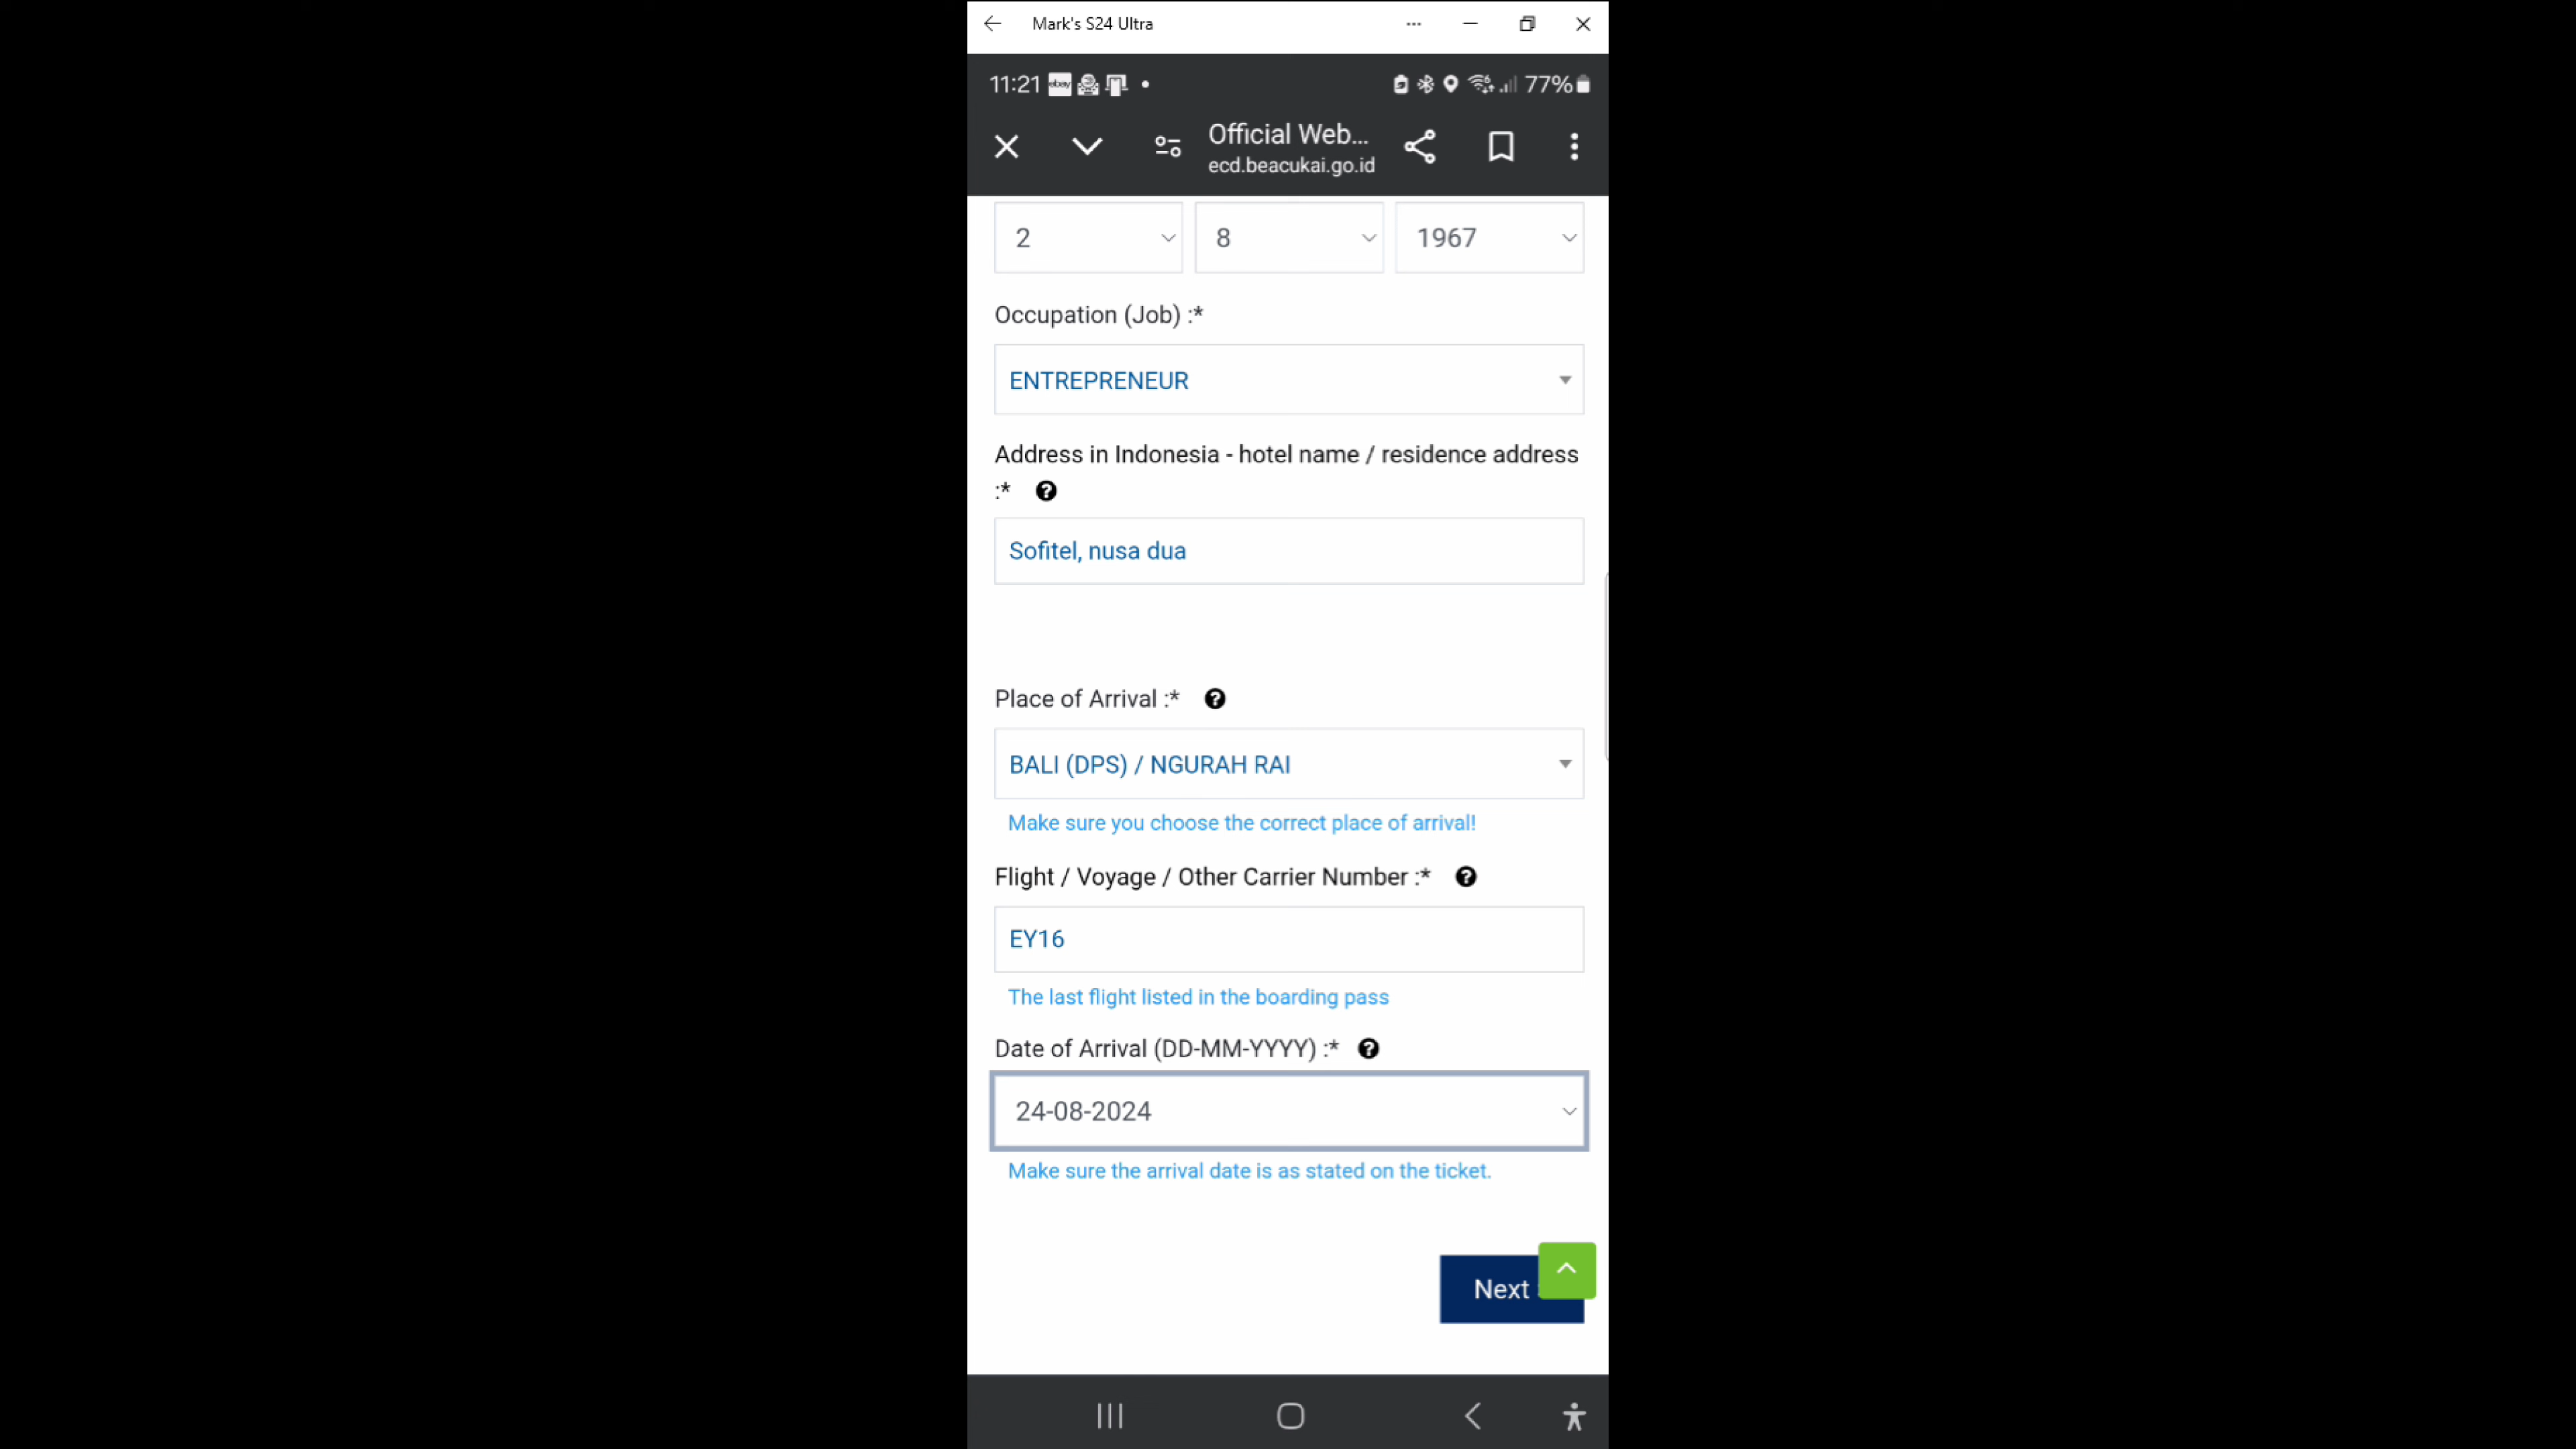 Mark's S24 Ultra
11:21 ebay 77%
Official Web...
ecd.beacukai.go.id
2 8 1967
Occupation (Job) :*
ENTREPRENEUR
Address in Indonesia - hotel name / residence address
:* ?
Sofitel, nusa dua
Place of Arrival :* ?
BALI (DPS) / NGURAH RAI
Make sure you choose the correct place of arrival!
Flight / Voyage / Other Carrier Number :* ?
EY16
The last flight listed in the boarding pass
Date of Arrival (DD-MM-YYYY) :* ?
24-08-2024
Make sure the arrival date is as stated on the ticket.
Next